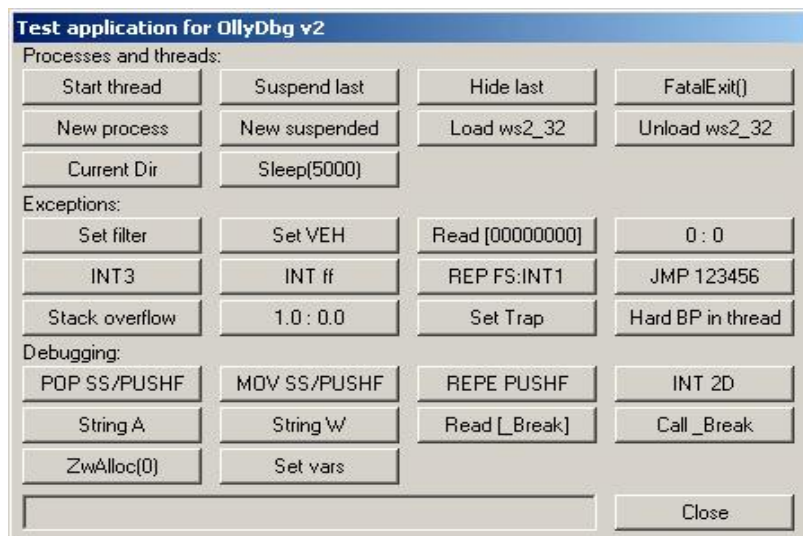 Test application for OllyDbg v2
Processes and threads:
Start thread Suspend last Hide last FatalExit()
New process New suspended Load ws2_32 Unload ws2_32
Current Dir Sleep(5000)
Exceptions:
Set filter Set VEH Read [00000000] 0 : 0
INT3 INT ff REP FS:INT1 JMP 123456
Stack overflow 1.0 : 0.0 Set Trap Hard BP in thread
Debugging:
POP SS/PUSHF MOV SS/PUSHF REPE PUSHF INT 2D
String A String W Read [_Break] Call _Break
ZwAlloc(0) Set vars
Close